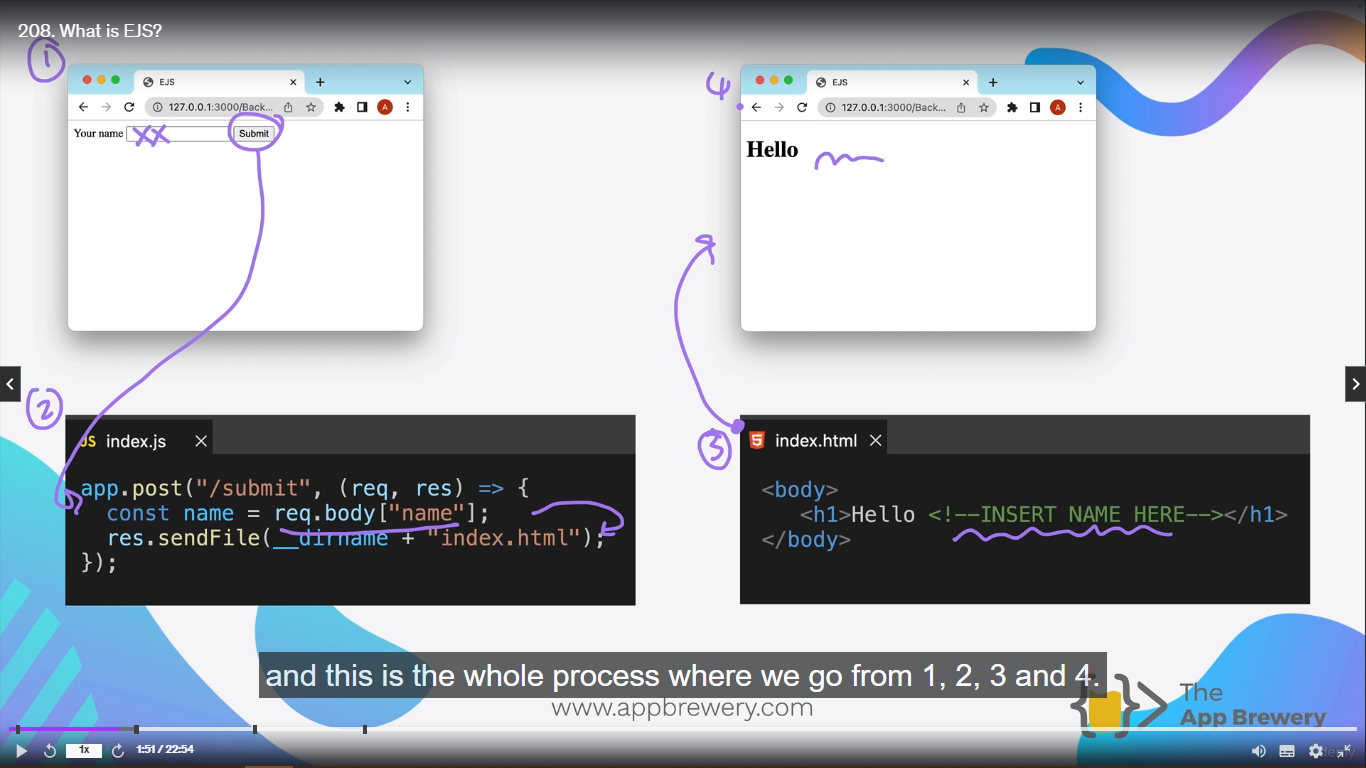 208. What is EJS?
1
EJS
127.0.0.1:3000/Back...
A
Your name
XX
Submit
4
EJS
127.0.0.1:3000/Back...
A
Hello
2
JS index.js
app.post("/submit", (req, res) => {
const name = req.body["name"];
res.sendFile(__dirname + "index.html");
});
3
5 index.html
<body>
<h1>Hello <!--INSERT NAME HERE--></h1>
</body>
and this is the whole process where we go from 1, 2, 3 and 4.
www.appbrewery.com
The
App Brewery
1x
1:51 / 22:54